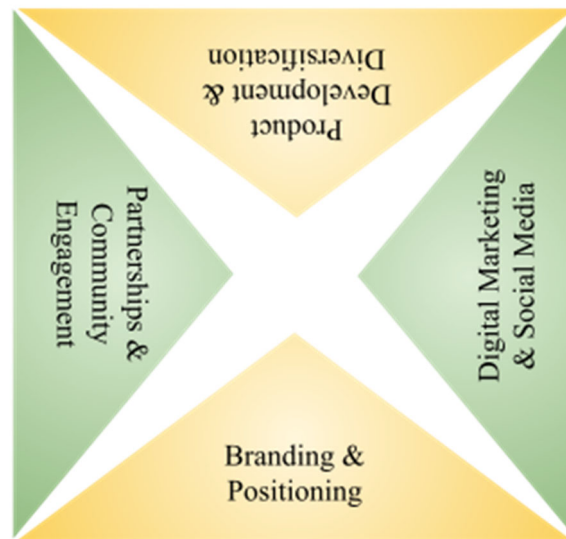 Product
Development &
Diversification
Partnerships &
Community
Engagement
Digital Marketing
& Social Media
Branding &
Positioning